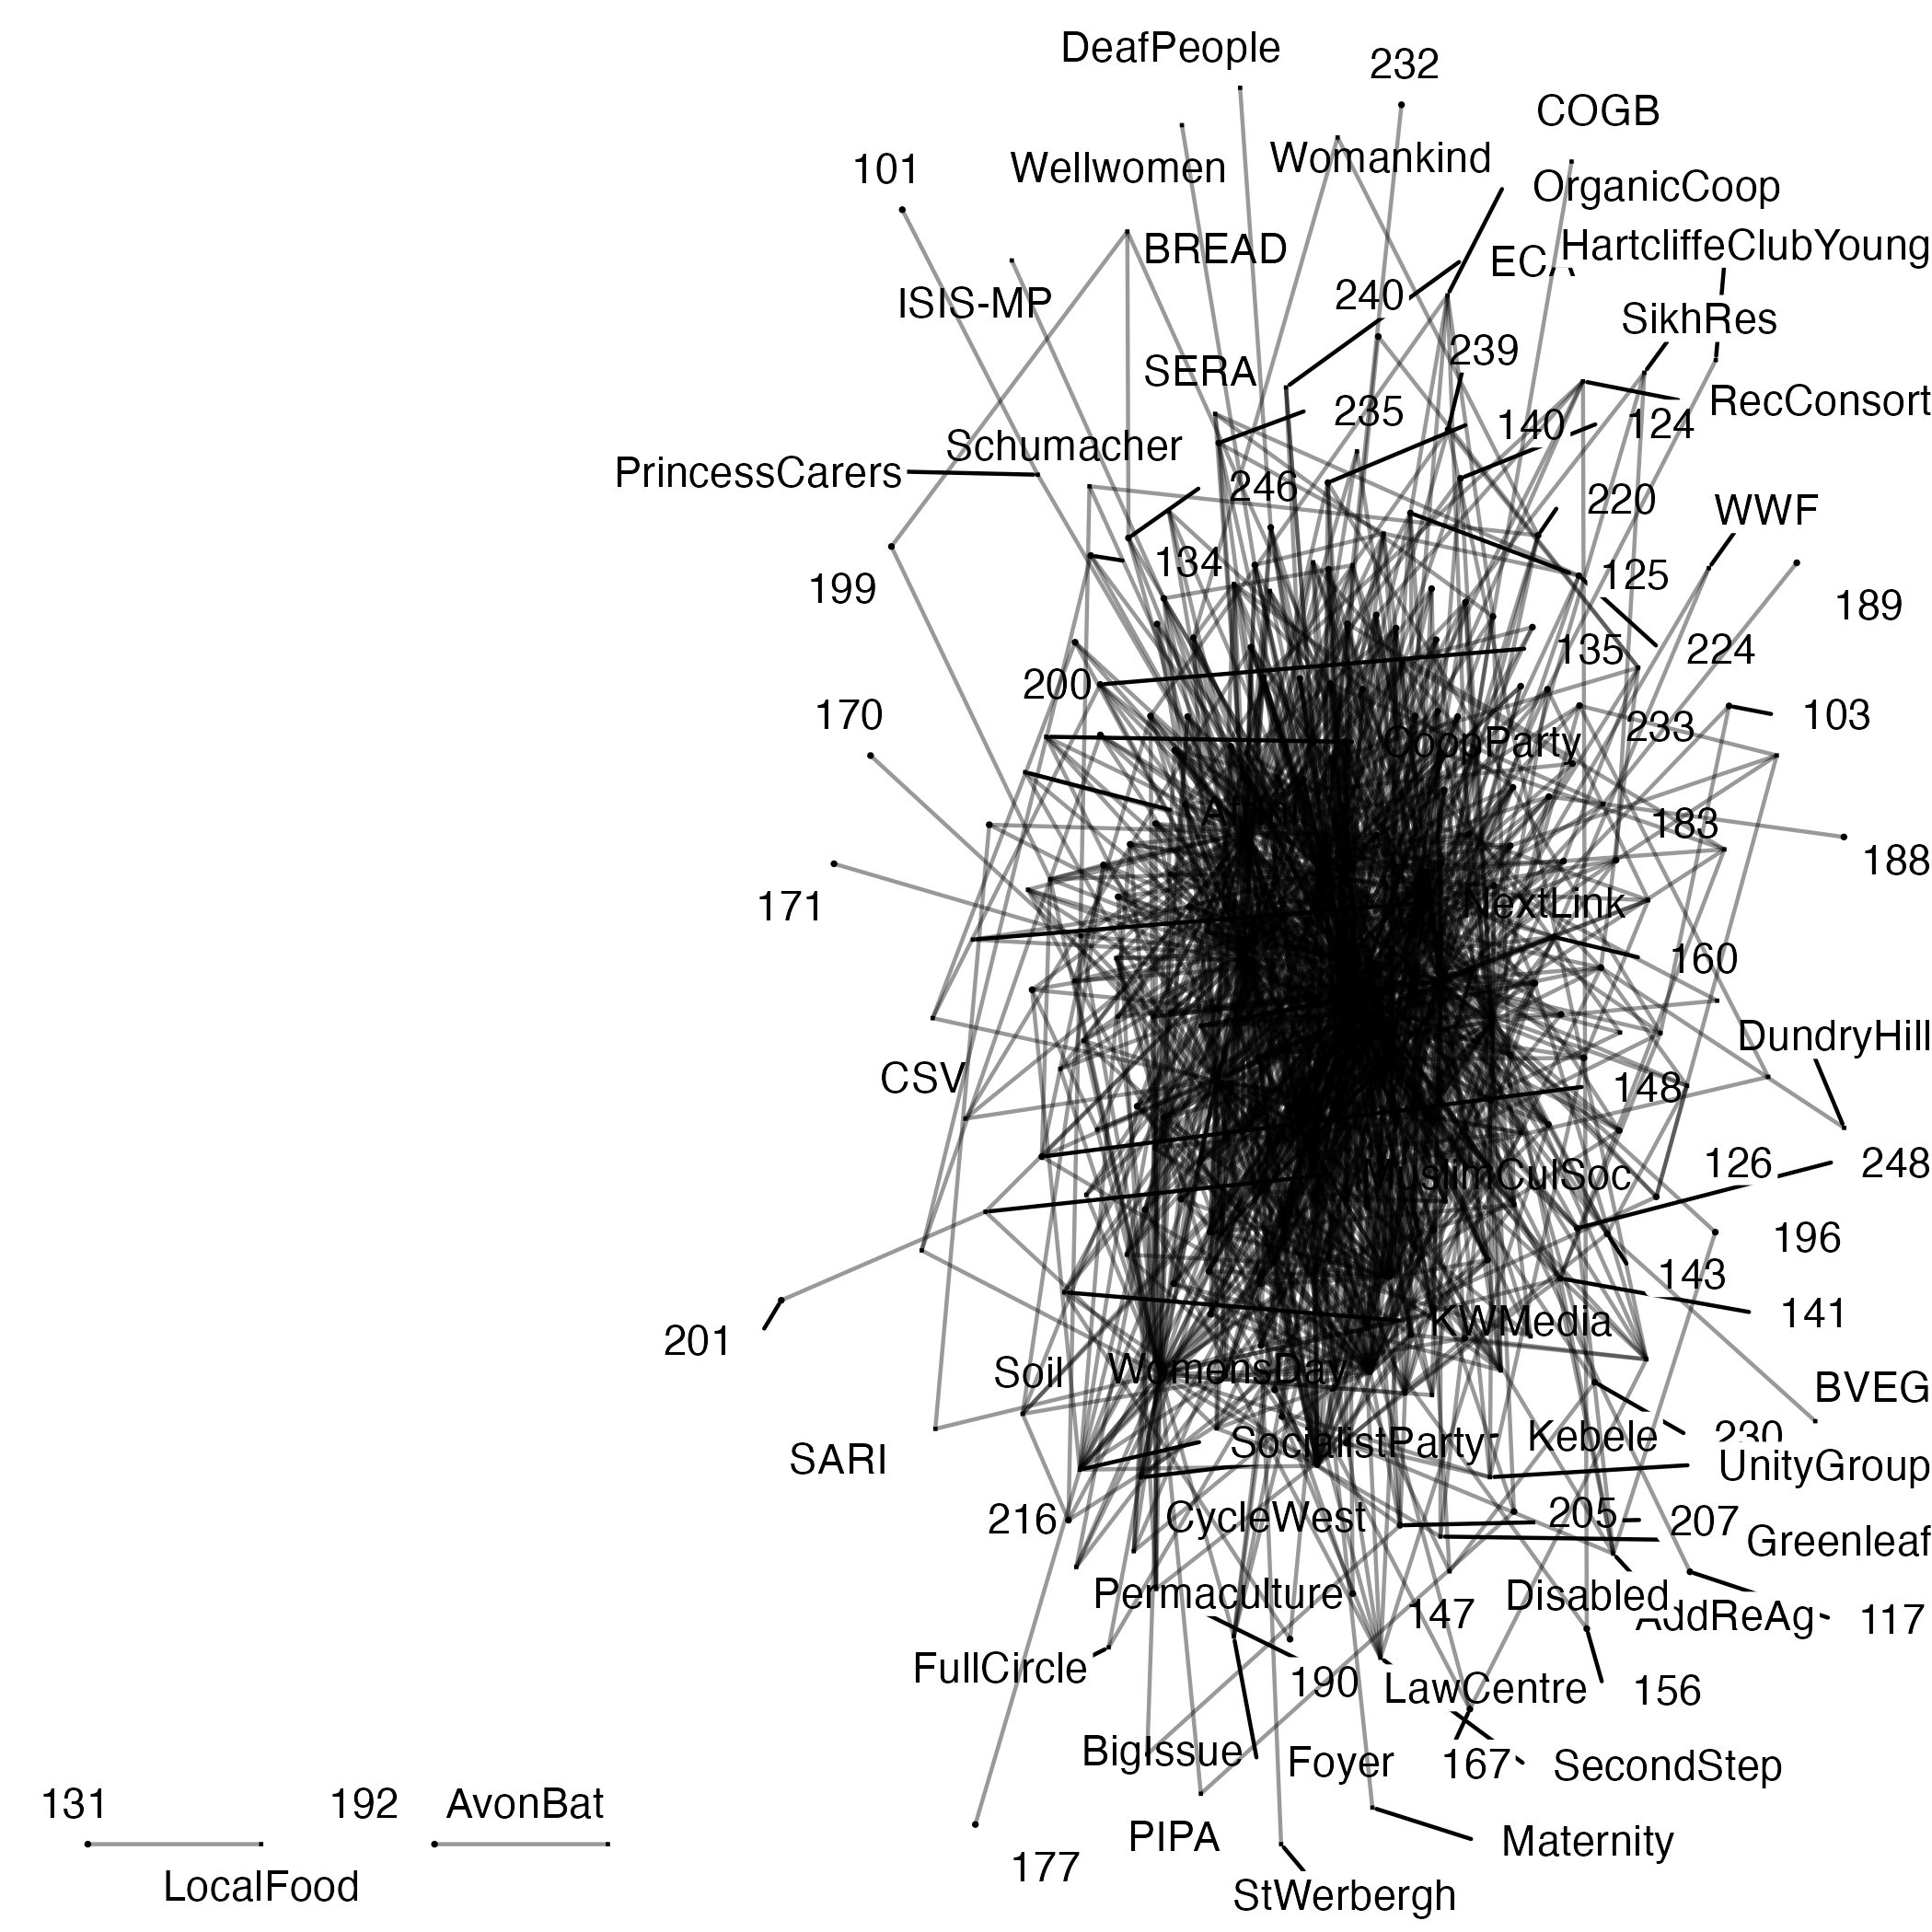 DeafPeople
232
COGB
Womankind
Wellwomen
101
OrganicCoop
HartcliffeClubYoung
BREAD
240
ISIS-MP
SikhRes
239
SERA
RecConsort
235
140
124
Schumacher
PrincessCarers
246
220
WWF
134
125
199
189
135
224
200
170
103
233
CoopParty
183
188
171
NextLink
160
DundryHill
CSV
148
126
248
MuslimCulSoc
196
143
141
KWMedia
201
WomensDay
Soil
BVEG
230
Kebele
SocialistParty
SARI
UnityGroup
205
207
216
CycleWest
Greenleaf
Permaculture
Disabled
147
AddReAg
117
FullCircle
190
LawCentre
156
BigIssue
Foyer
167
SecondStep
131
192
AvonBat
PIPA
Maternity
177
LocalFood
StWerbergh